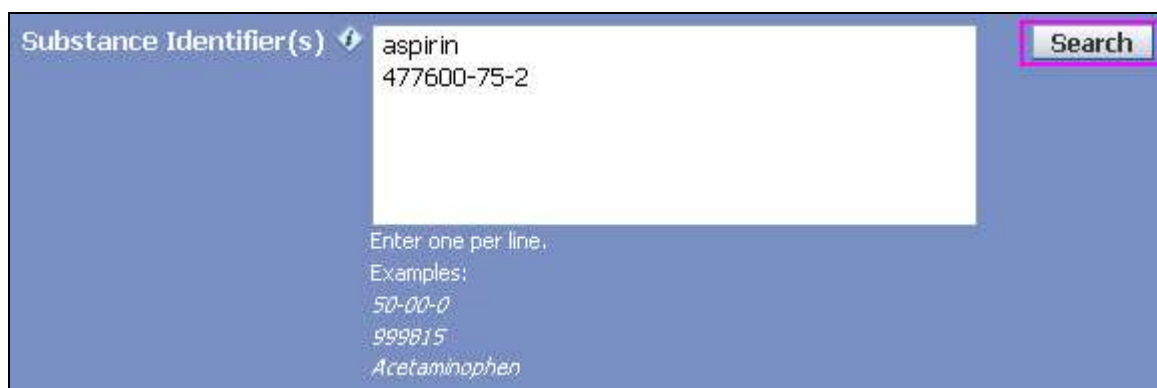 Substance Identifier(s) aspirin Search
477600-75-2
Enter one per line.
Examples:
50-00-0
999815
Acetaminophen